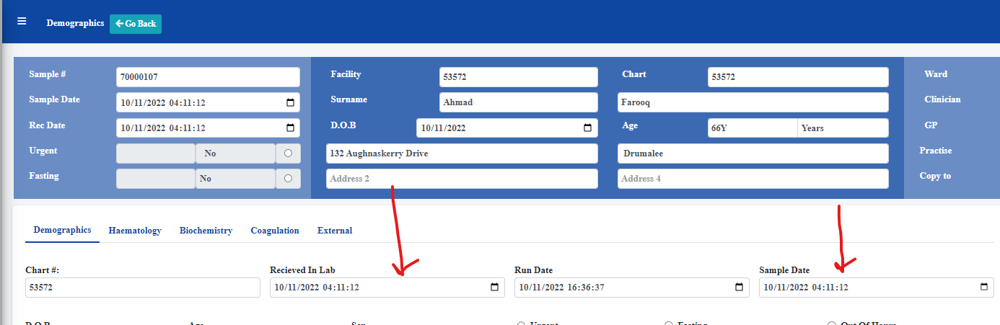 Demographics Go Back
Sample # 70000107 Facility 53572 Chart 53572 Ward
Sample Date 10/11/2022 04:11:12 Surname Ahmad Farooq Clinician
Rec Date 10/11/2022 04:11:12 D.O.B 10/11/2022 Age 66Y Years GP
Urgent No 132 Aughnaskerry Drive Drumalee Practise
Fasting No Address 2 Address 4 Copy to
Demographics Haematology Biochemistry Coagulation External
Chart #: Recieved In Lab Run Date Sample Date
53572 10/11/2022 04:11:12 10/11/2022 16:36:37 10/11/2022 04:11:12
D.O.B Age Sex Urgent Fasting Out Of Hours